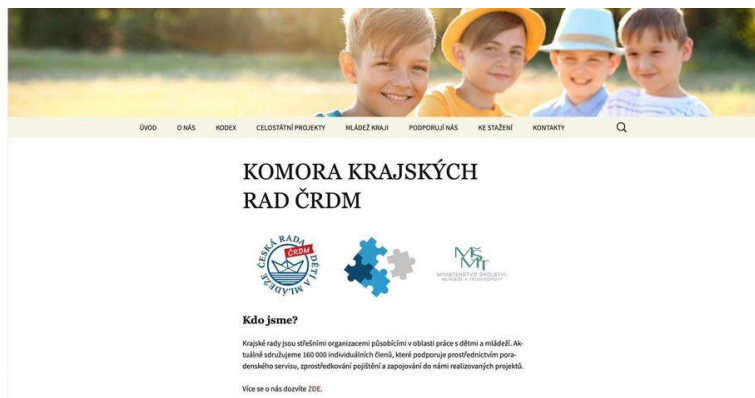 ÚVOD
O NÁS
KODEX
CELOSTÁTNÍ PROJEKTY
MLÁDEŽ KRAJI
PODPORUJÍ NÁS
KE STAŽENÍ
KONTAKTY
KOMORA KRAJSKÝCH
RAD ČRDM
ČESKÁ RADA DĚTÍ A MLÁDEŽE
ČRDM
MŠMT
MINISTERSTVO ŠKOLSTVÍ,
MLÁDEŽE A TĚLOVÝCHOVY
Kdo jsme?
Krajské rady jsou střešními organizacemi působícími v oblasti práce s dětmi a mládeží. Ak-
tuálně sdružujeme 160 000 individuálních členů, které podporuje prostřednictvím pora-
denského servisu, zprostředkování pojištění a zapojování do námi realizovaných projektů.
Více se o nás dozvíte ZDE.